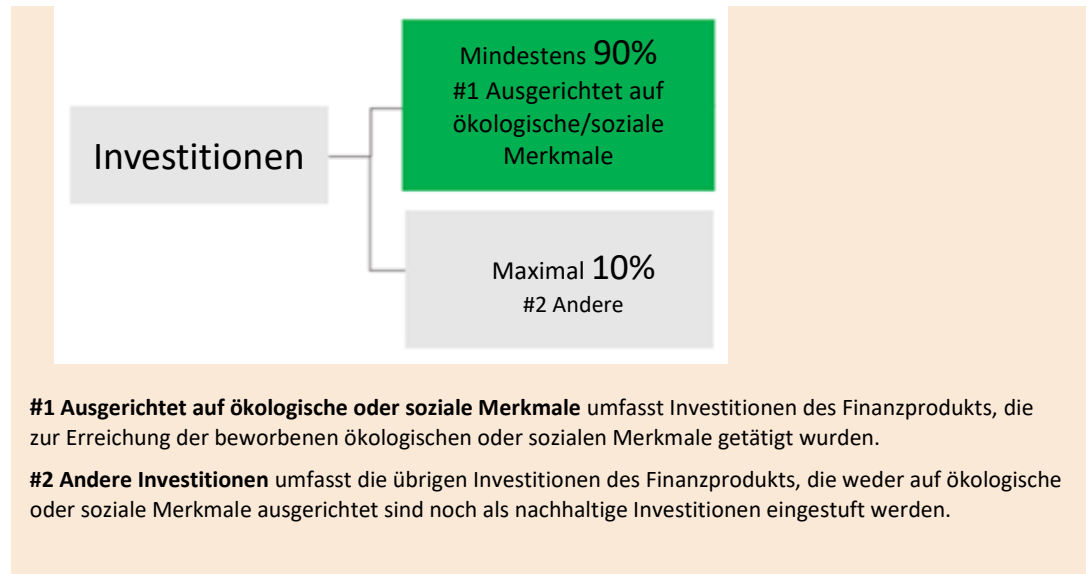 Investitionen
Mindestens 90%
#1 Ausgerichtet auf
ökologische/soziale
Merkmale
Maximal 10%
#2 Andere
#1 Ausgerichtet auf ökologische oder soziale Merkmale umfasst Investitionen des Finanzprodukts, die
zur Erreichung der beworbenen ökologischen oder sozialen Merkmale getätigt wurden.
#2 Andere Investitionen umfasst die übrigen Investitionen des Finanzprodukts, die weder auf ökologische
oder soziale Merkmale ausgerichtet sind noch als nachhaltige Investitionen eingestuft werden.